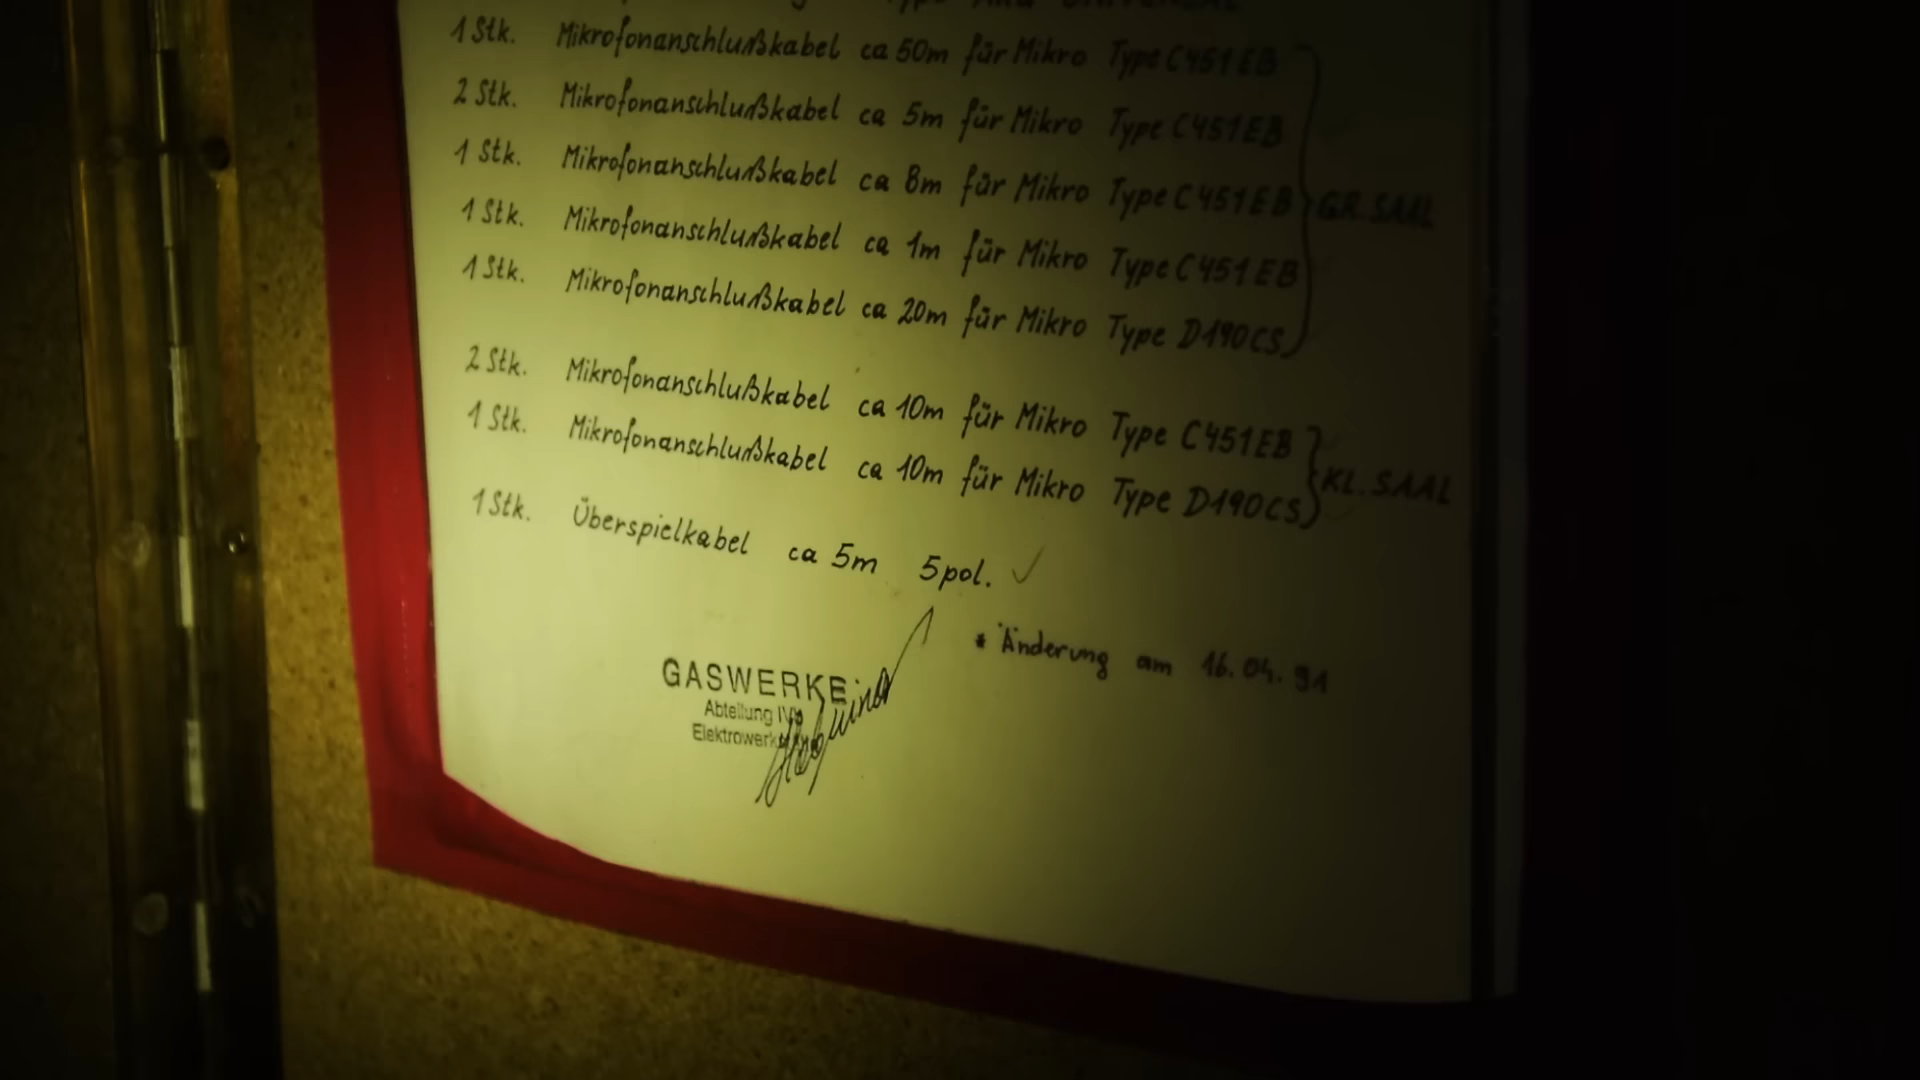 1 Stk. Mikrofonanschlußkabel ca 50m für Mikro Type C451EB
2 Stk. Mikrofonanschlußkabel ca 5m für Mikro Type C451EB
1 Stk. Mikrofonanschlußkabel ca 8m für Mikro Type C451EB GR. SAAL
1 Stk. Mikrofonanschlußkabel ca 1m für Mikro Type C451EB
1 Stk. Mikrofonanschlußkabel ca 20m für Mikro Type D190CS
2 Stk. Mikrofonanschlußkabel ca 10m für Mikro Type C451EB
1 Stk. Mikrofonanschlußkabel ca 10m für Mikro Type D190CS KL. SAAL
1 Stk. Überspielkabel ca 5m 5pol. ✓
* Änderung am 16.04.91
GASWERKE
Abteilung